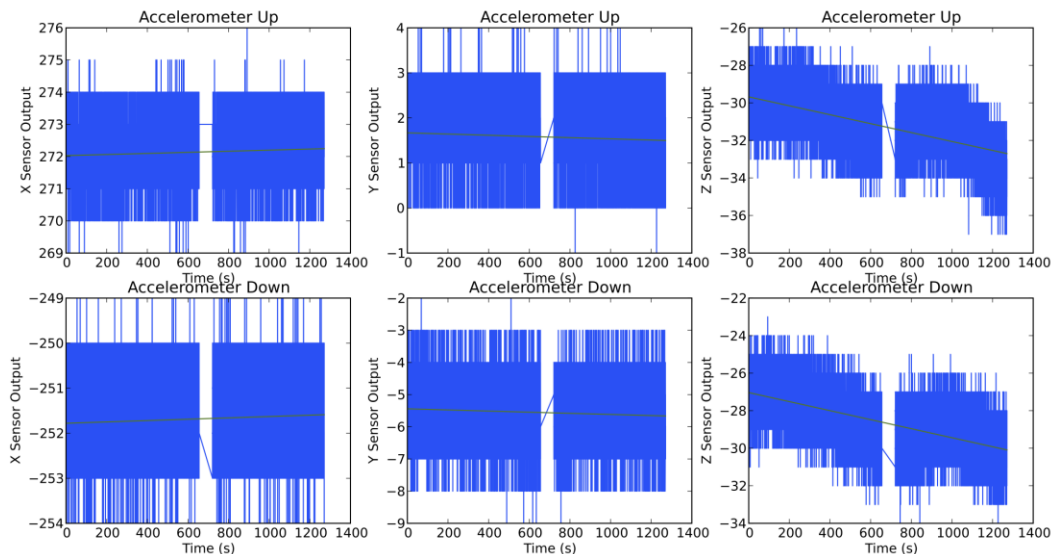 Accelerometer Up
X Sensor Output
276
275
274
273
272
271
270
269
0 200 400 600 800 1000 1200 1400
Time (s)
Accelerometer Up
Y Sensor Output
4
3
2
1
0
−1
0 200 400 600 800 1000 1200 1400
Time (s)
Accelerometer Up
Z Sensor Output
−26
−28
−30
−32
−34
−36
−38
0 200 400 600 800 1000 1200 1400
Time (s)
Accelerometer Down
X Sensor Output
−249
−250
−251
−252
−253
−254
0 200 400 600 800 1000 1200 1400
Time (s)
Accelerometer Down
Y Sensor Output
−2
−3
−4
−5
−6
−7
−8
−9
0 200 400 600 800 1000 1200 1400
Time (s)
Accelerometer Down
Z Sensor Output
−22
−24
−26
−28
−30
−32
−34
0 200 400 600 800 1000 1200 1400
Time (s)